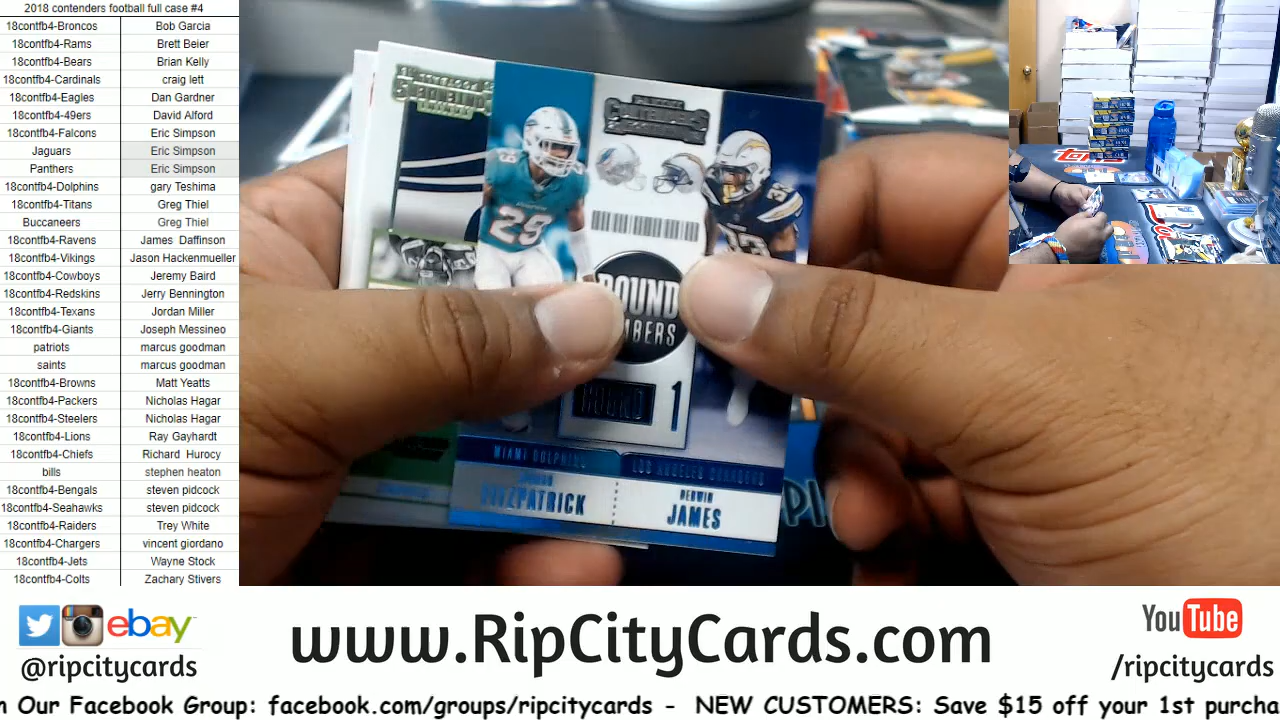 2018 contenders football full case #4
18contfb4-Broncos Bob Garcia
18contfb4-Rams Brett Beier
18contfb4-Bears Brian Kelly
18contfb4-Cardinals craig lett
18contfb4-Eagles Dan Gardner
18contfb4-49ers David Alford
18contfb4-Falcons Eric Simpson
Jaguars Eric Simpson
Panthers Eric Simpson
18contfb4-Dolphins gary Teshima
18contfb4-Titans Greg Thiel
Buccaneers Greg Thiel
18contfb4-Ravens James Daffinson
18contfb4-Vikings Jason Hackenmueller
18contfb4-Cowboys Jeremy Baird
18contfb4-Redskins Jerry Bennington
18contfb4-Texans Jordan Miller
18contfb4-Giants Joseph Messineo
patriots marcus goodman
saints marcus goodman
18contfb4-Browns Matt Yeatts
18contfb4-Packers Nicholas Hagar
18contfb4-Steelers Nicholas Hagar
18contfb4-Lions Ray Gayhardt
18contfb4-Chiefs Richard Hurocy
bills stephen heaton
18contfb4-Bengals steven pidcock
18contfb4-Seahawks steven pidcock
18contfb4-Raiders Trey White
18contfb4-Chargers vincent giordano
18contfb4-Jets Wayne Stock
18contfb4-Colts Zachary Stivers
PANINI
CONTENDERS
29
ROUND
MBERS
ROUND 1
MIAMI DOLPHINS
LOS ANGELES CHARGERS
FITZPATRICK
DERWIN
JAMES
topps
ebay
@ripcitycards
www.RipCityCards.com
YouTube
/ripcitycards
n Our Facebook Group: facebook.com/groups/ripcitycards - NEW CUSTOMERS: Save $15 off your 1st purcha